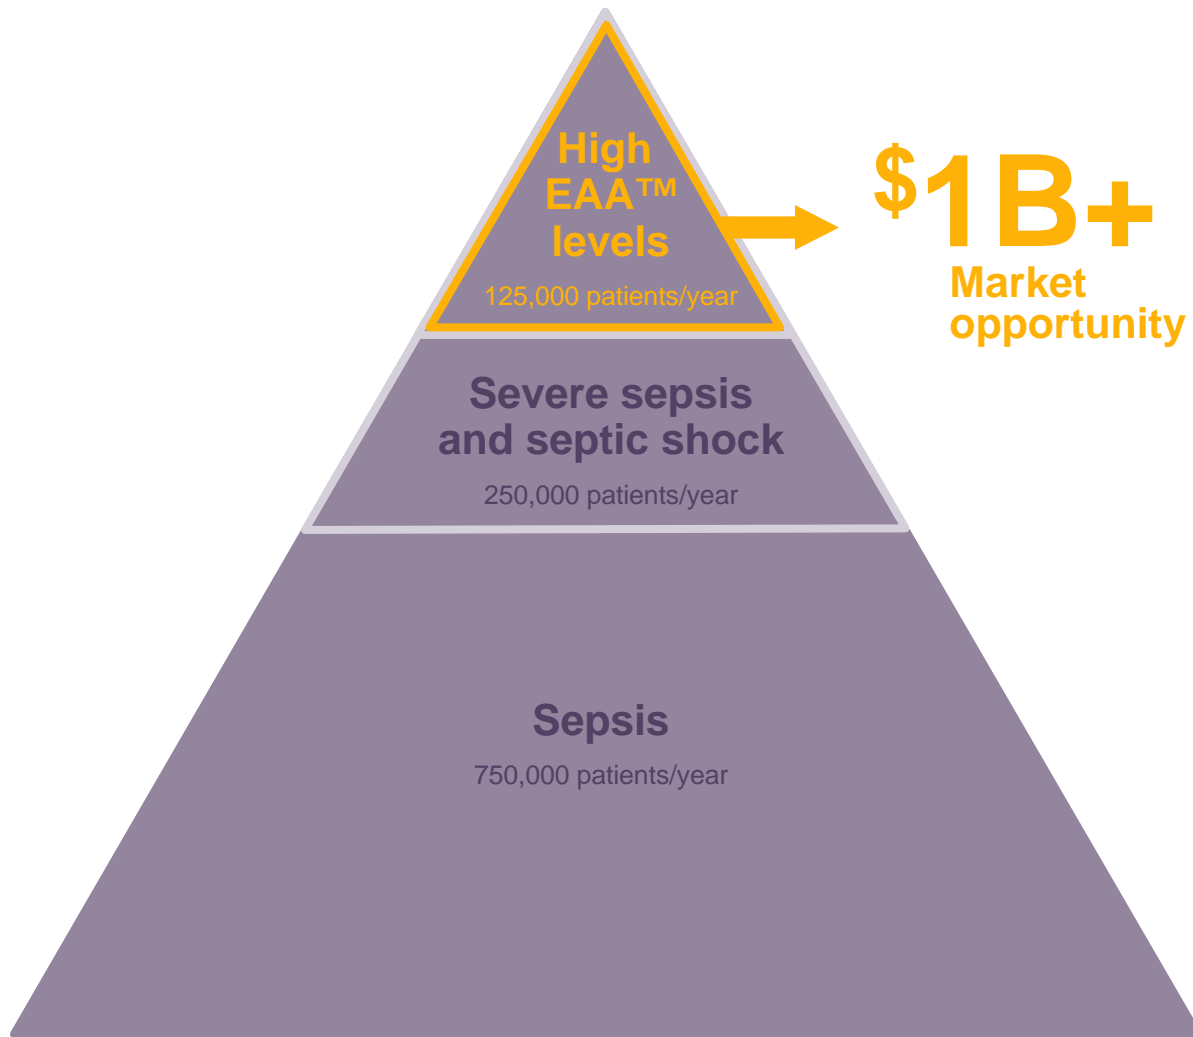 High
EAA™
levels
125,000 patients/year
$1B+
Market
opportunity
Severe sepsis
and septic shock
250,000 patients/year
Sepsis
750,000 patients/year